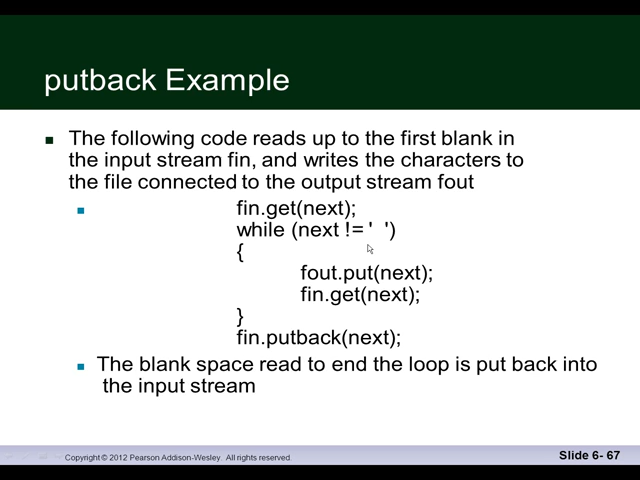 putback Example
The following code reads up to the first blank in
the input stream fin, and writes the characters to
the file connected to the output stream fout
fin.get(next);
while (next != ' ')
{
fout.put(next);
fin.get(next);
}
fin.putback(next);
The blank space read to end the loop is put back into
the input stream
Copyright © 2012 Pearson Addison-Wesley. All rights reserved.
Slide 6- 67